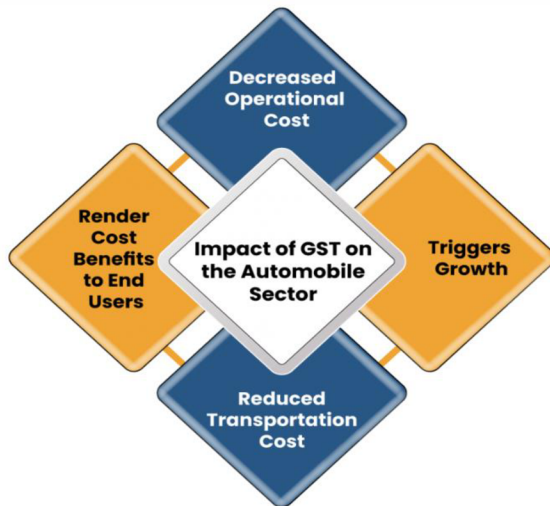 Decreased
Operational
Cost
Render
Cost
Benefits
to End
Users
Impact of GST on
the Automobile
Sector
Triggers
Growth
Reduced
Transportation
Cost